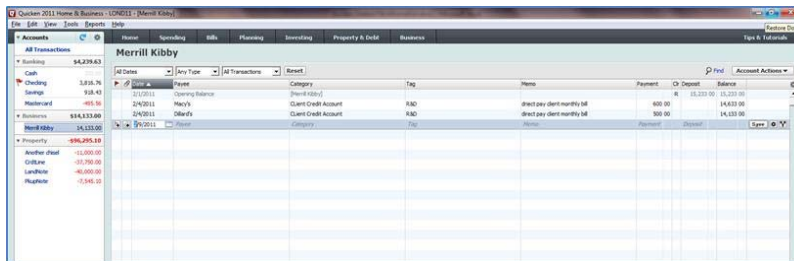 Quicken 2011 Home & Business - LOND11 - [Merrill Kibby]
File Edit View Tools Reports Help
Restore Do
Accounts
Home Spending Bills Planning Investing Property & Debt Business Tips & Tutorials
All Transactions
Merrill Kibby
Banking $4,239.63
Cash
Checking 3,816.76
Savings 918.43
Mastercard -495.56
Business $14,133.00
Merrill Kibby 14,133.00
Property -$96,295.10
Another chisel -11,000.00
CrdtLine -37,750.00
LandNote -40,000.00
PkupNote -7,545.10
All Dates Any Type All Transactions Reset Find Account Actions
Date Payee Category Tag Memo Payment Clr Deposit Balance
2/1/2011 Opening Balance [Merrill Kibby] R 15,233 00 15,233 00
2/4/2011 Macy's CLient Credit Account R&D direct pay client monthly bill 600 00 14,633 00
2/4/2011 Dillard's CLient Credit Account R&D direct pay client monthly bill 500 00 14,133 00
/9/2011 Payee Category Tag Memo Payment Deposit Save